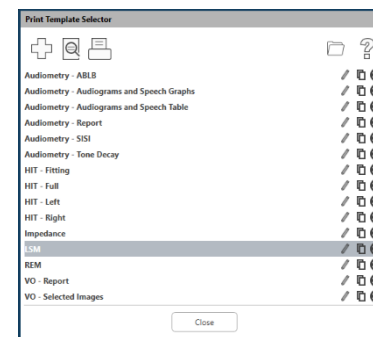 Print Template Selector
Audiometry - ABLB
Audiometry - Audiograms and Speech Graphs
Audiometry - Audiograms and Speech Table
Audiometry - Report
Audiometry - SISI
Audiometry - Tone Decay
HIT - Fitting
HIT - Full
HIT - Left
HIT - Right
Impedance
LSM
REM
VO - Report
VO - Selected Images
Close